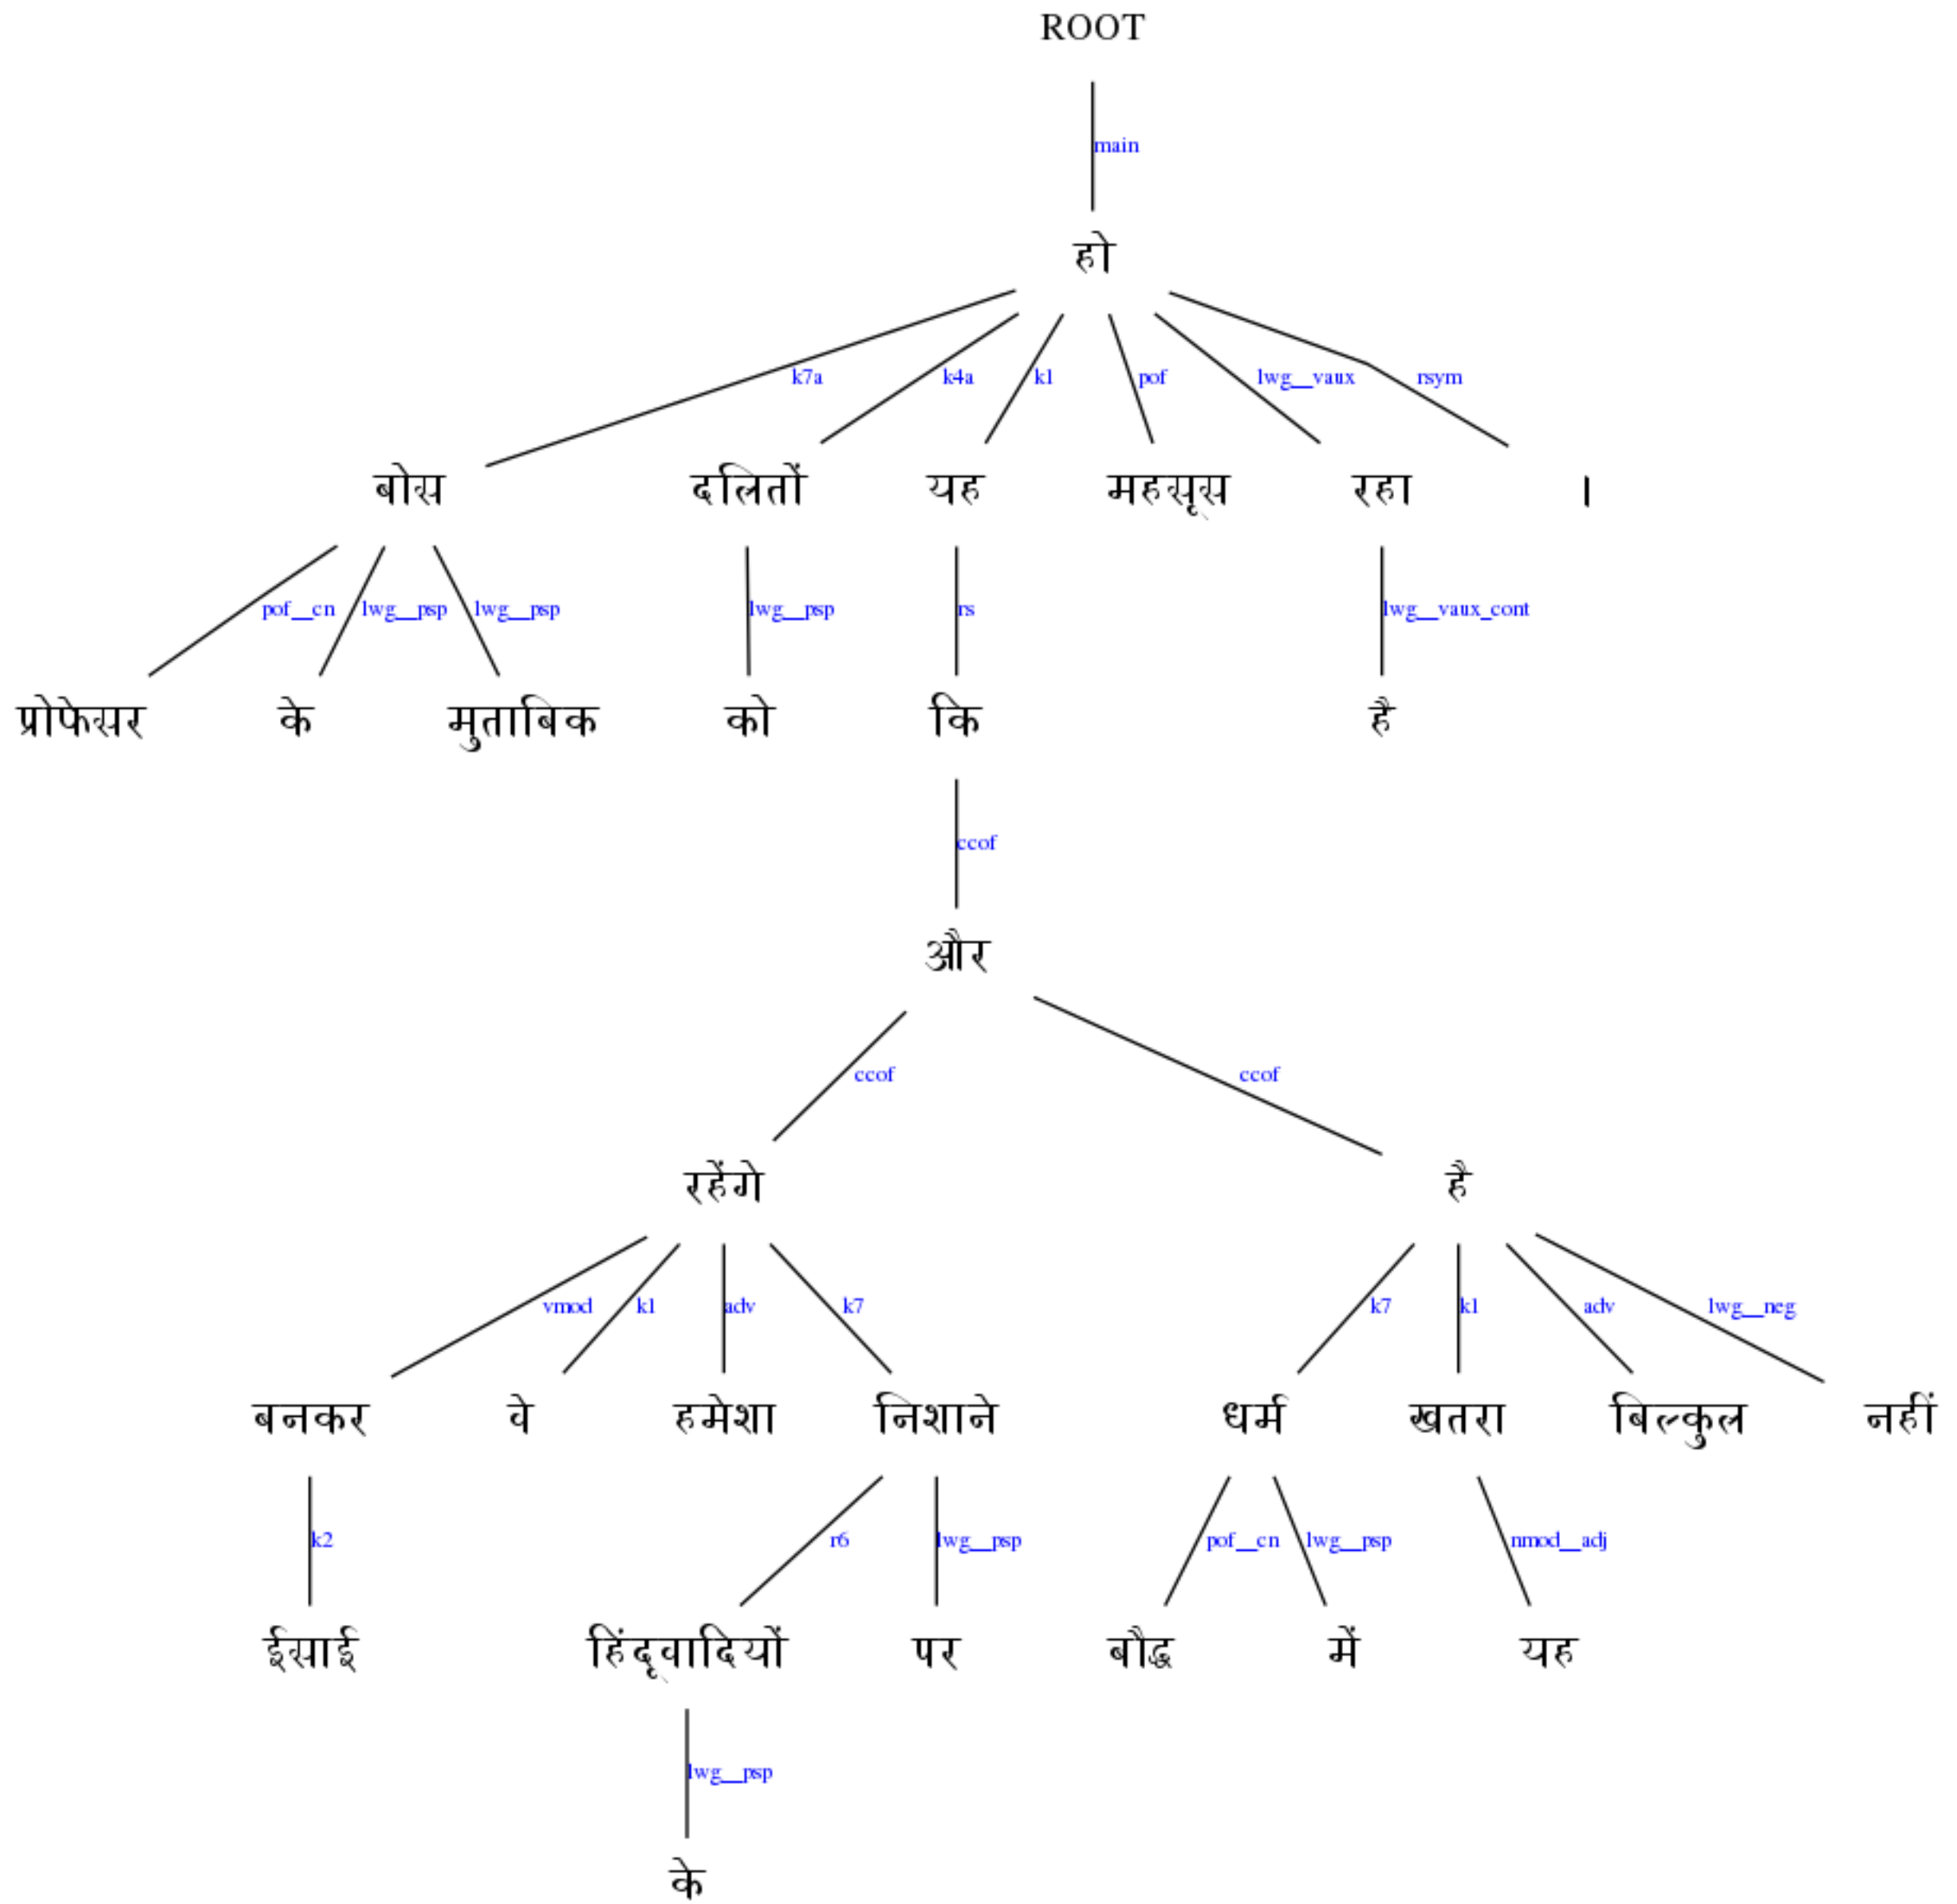 ROOT
main
हो
k7a k4a k1 pof lwg__vaux rsym
बोस दलितों यह महसूस रहा ।
pof__cn lwg__psp lwg__psp lwg__psp rs lwg__vaux_cont
प्रोफेसर के मुताबिक को कि है
ccof
और
ccof ccof
रहेंगे है
vmod k1 adv k7 k7 k1 adv lwg__neg
बनकर वे हमेशा निशाने धर्म खतरा बिल्कुल नहीं
k2 r6 lwg__psp pof__cn lwg__psp nmod__adj
ईसाई हिंदूवादियों पर बौद्ध में यह
lwg__psp
के